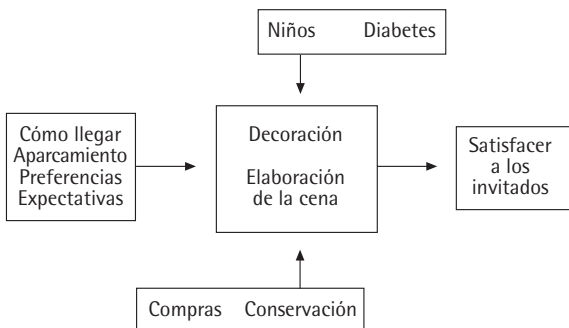 Niños Diabetes
Cómo llegar
Aparcamiento
Preferencias
Expectativas
Decoración
Elaboración
de la cena
Satisfacer
a los
invitados
Compras Conservación